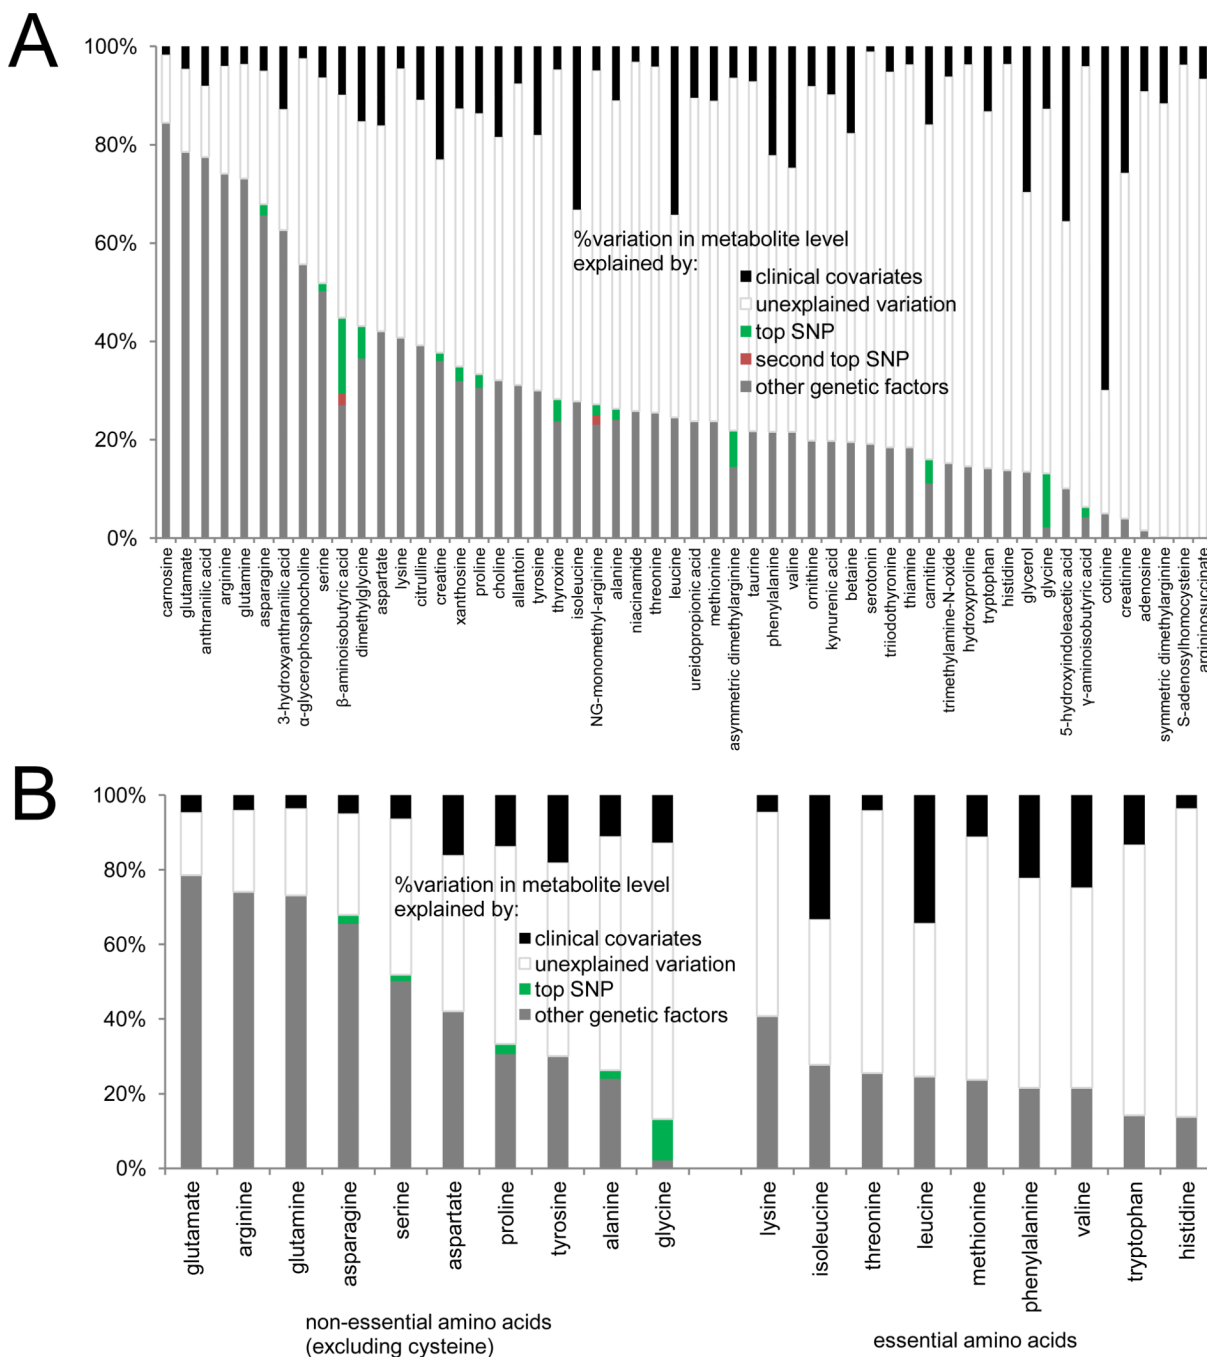 A
100%
80%
60%
40%
20%
0%
%variation in metabolite level
explained by:
clinical covariates
unexplained variation
top SNP
second top SNP
other genetic factors
carnosine
glutamate
anthranilic acid
arginine
glutamine
asparagine
3-hydroxyanthranilic acid
α-glycerophosphocholine
serine
β-aminoisobutyric acid
dimethylglycine
aspartate
lysine
citrulline
creatine
xanthosine
proline
choline
allantoin
tyrosine
thyroxine
isoleucine
NG-monomethyl-arginine
alanine
niacinamide
threonine
leucine
ureidopropionic acid
methionine
asymmetric dimethylarginine
taurine
phenylalanine
valine
ornithine
kynurenic acid
betaine
serotonin
triiodothyronine
thiamine
carnitine
trimethylamine-N-oxide
hydroxyproline
tryptophan
histidine
glycerol
glycine
5-hydroxyindoleacetic acid
γ-aminoisobutyric acid
cotinine
creatinine
adenosine
symmetric dimethylarginine
S-adenosylhomocysteine
argininosuccinate
B
100%
80%
60%
40%
20%
0%
%variation in metabolite level
explained by:
clinical covariates
unexplained variation
top SNP
other genetic factors
glutamate
arginine
glutamine
asparagine
serine
aspartate
proline
tyrosine
alanine
glycine
lysine
isoleucine
threonine
leucine
methionine
phenylalanine
valine
tryptophan
histidine
non-essential amino acids
(excluding cysteine)
essential amino acids